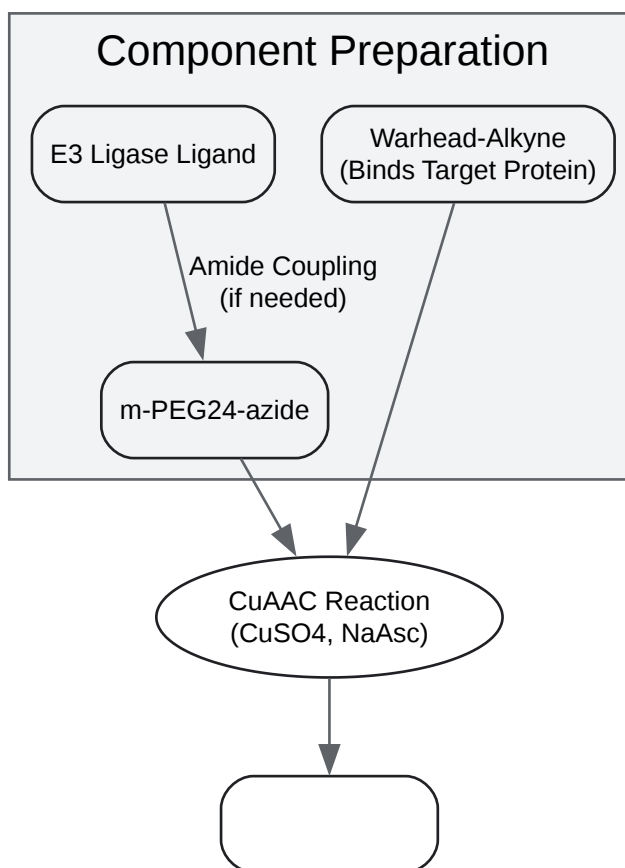 Component Preparation
E3 Ligase Ligand
Warhead-Alkyne
(Binds Target Protein)
Amide Coupling
(if needed)
m-PEG24-azide
CuAAC Reaction
(CuSO4, NaAsc)